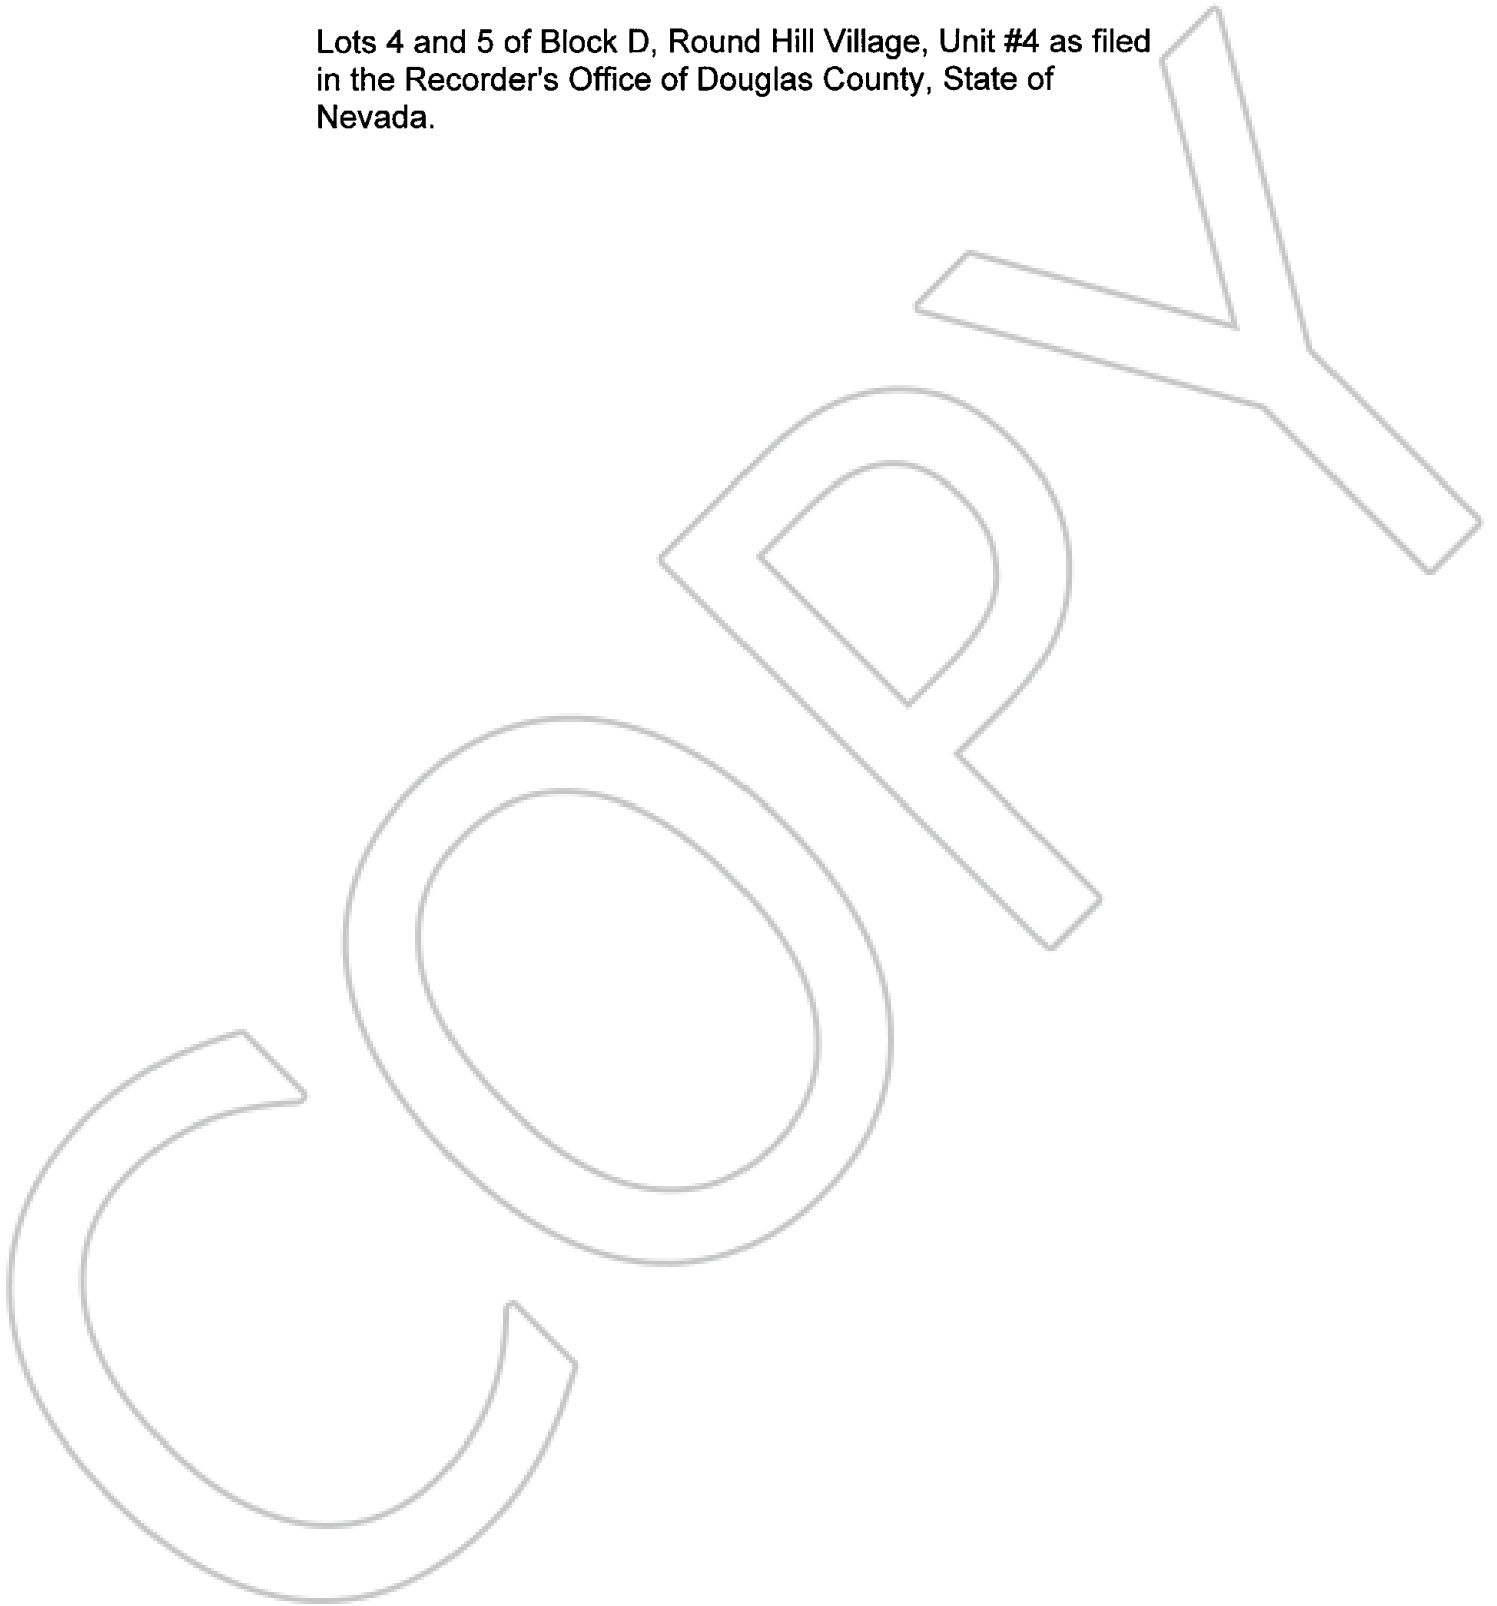 Lots 4 and 5 of Block D, Round Hill Village, Unit #4 as filed
in the Recorder's Office of Douglas County, State of
Nevada.
COPY